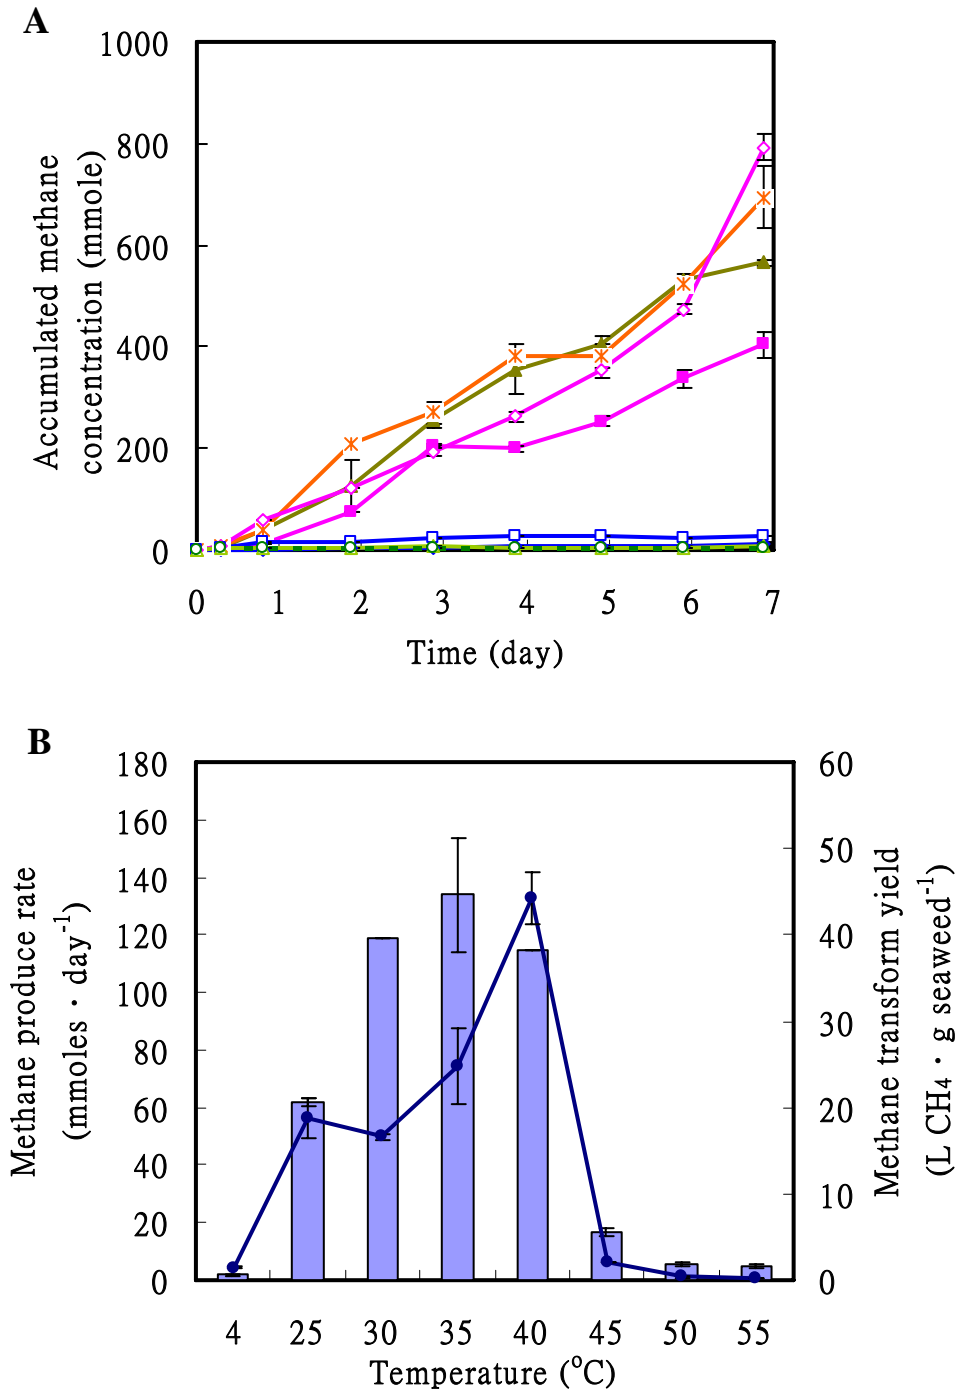 A
Accumulated methane
concentration (mmole)
1000
800
600
400
200
0
0 1 2 3 4 5 6 7
Time (day)
B
Methane produce rate
(mmoles・day-1)
180
160
140
120
100
80
60
40
20
0
60
50
40
30
20
10
0
Methane transform yield
(L CH4・g seaweed-1)
4 25 30 35 40 45 50 55
Temperature (oC)